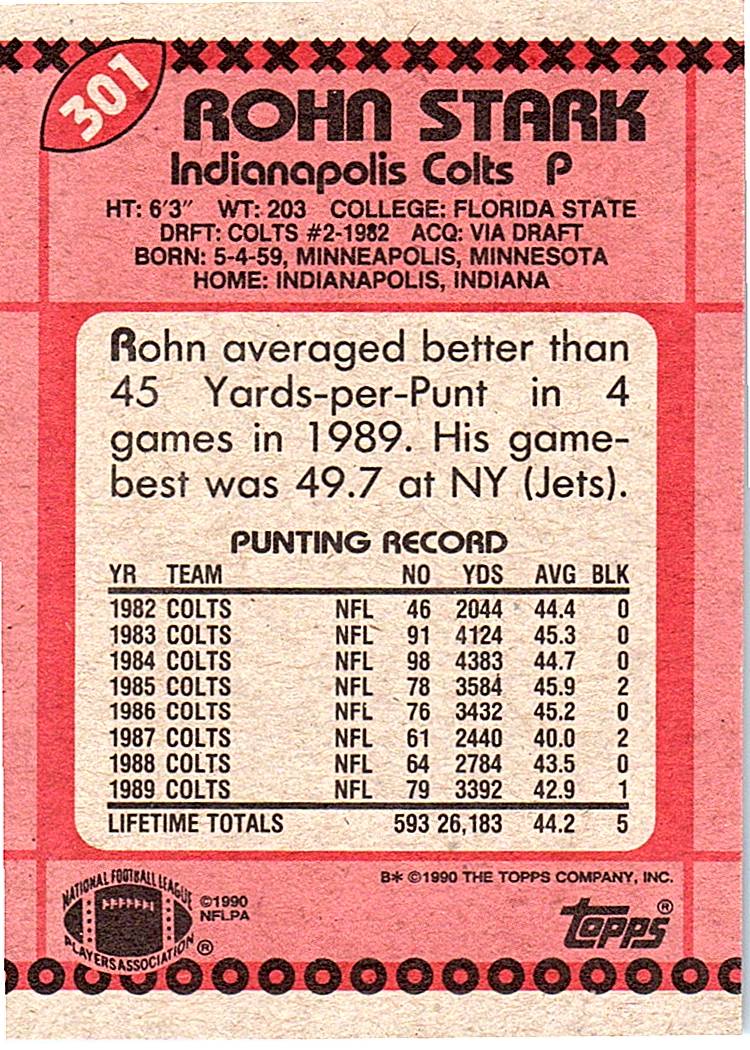 301
ROHN STARK
Indianapolis Colts P
HT: 6'3" WT: 203 COLLEGE: FLORIDA STATE
DRFT: COLTS #2-1982 ACQ: VIA DRAFT
BORN: 5-4-59, MINNEAPOLIS, MINNESOTA
HOME: INDIANAPOLIS, INDIANA
Rohn averaged better than
45 Yards-per-Punt in 4
games in 1989. His game-
best was 49.7 at NY (Jets).
PUNTING RECORD
YR TEAM NO YDS AVG BLK
1982 COLTS NFL 46 2044 44.4 0
1983 COLTS NFL 91 4124 45.3 0
1984 COLTS NFL 98 4383 44.7 0
1985 COLTS NFL 78 3584 45.9 2
1986 COLTS NFL 76 3432 45.2 0
1987 COLTS NFL 61 2440 40.0 2
1988 COLTS NFL 64 2784 43.5 0
1989 COLTS NFL 79 3392 42.9 1
LIFETIME TOTALS 593 26,183 44.2 5
B* ©1990 THE TOPPS COMPANY, INC.
NATIONAL FOOTBALL LEAGUE
PLAYERS ASSOCIATION ®
©1990
NFLPA
topps®